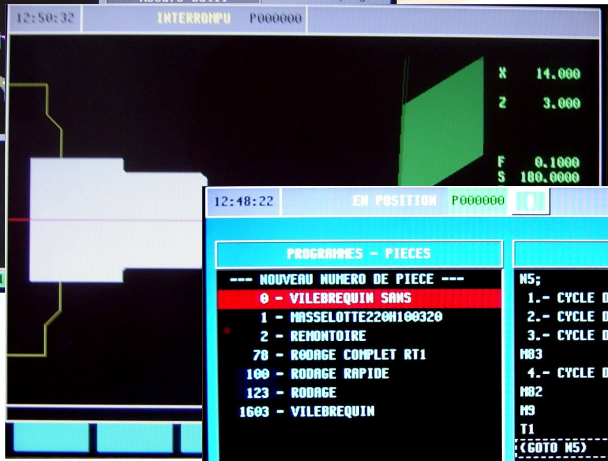 12:50:32 INTERROMPU P000000
X 14.000
Z 3.000
F 0.1000
S 180.0000
12:48:22 EN POSITION P000000
PROGRAMMES - PIECES
--- NOUVEAU NUMERO DE PIECE ---
0 - VILEBREQUIN SANS
1 - MASSELOTTE220H100320
2 - REMONTOIRE
78 - RODAGE COMPLET RT1
100 - RODAGE RAPIDE
123 - RODAGE
1603 - VILEBREQUIN
N5;
1.- CYCLE D
2.- CYCLE D
3.- CYCLE D
M83
4.- CYCLE D
M82
M9
T1
(GOTO N5)